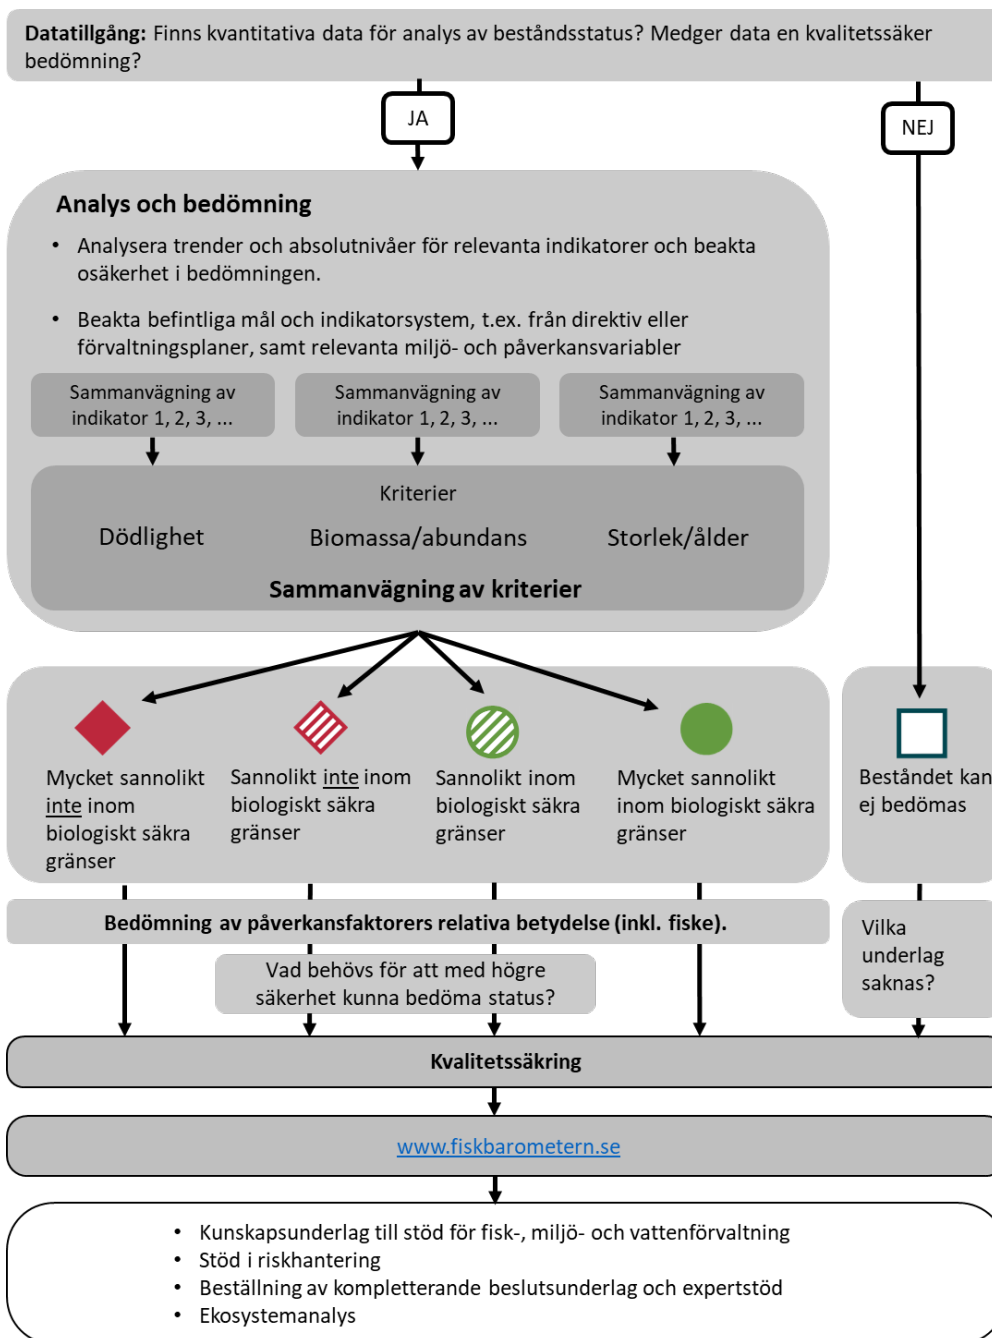 Datatillgång: Finns kvantitativa data för analys av beståndsstatus? Medger data en kvalitetssäker
bedömning?
JA
NEJ
Analys och bedömning
• Analysera trender och absolutnivåer för relevanta indikatorer och beakta
osäkerhet i bedömningen.
• Beakta befintliga mål och indikatorsystem, t.ex. från direktiv eller
förvaltningsplaner, samt relevanta miljö- och påverkansvariabler
Sammanvägning av
indikator 1, 2, 3, ...
Sammanvägning av
indikator 1, 2, 3, ...
Sammanvägning av
indikator 1, 2, 3, ...
Kriterier
Dödlighet
Biomassa/abundans
Storlek/ålder
Sammanvägning av kriterier
Mycket sannolikt
inte inom
biologiskt säkra
gränser
Sannolikt inte inom
biologiskt säkra
gränser
Sannolikt inom
biologiskt säkra
gränser
Mycket sannolikt
inom biologiskt säkra
gränser
Beståndet kan
ej bedömas
Bedömning av påverkansfaktorers relativa betydelse (inkl. fiske).
Vad behövs för att med högre
säkerhet kunna bedöma status?
Vilka
underlag
saknas?
Kvalitetssäkring
www.fiskbarometern.se
• Kunskapsunderlag till stöd för fisk-, miljö- och vattenförvaltning
• Stöd i riskhantering
• Beställning av kompletterande beslutsunderlag och expertstöd
• Ekosystemanalys